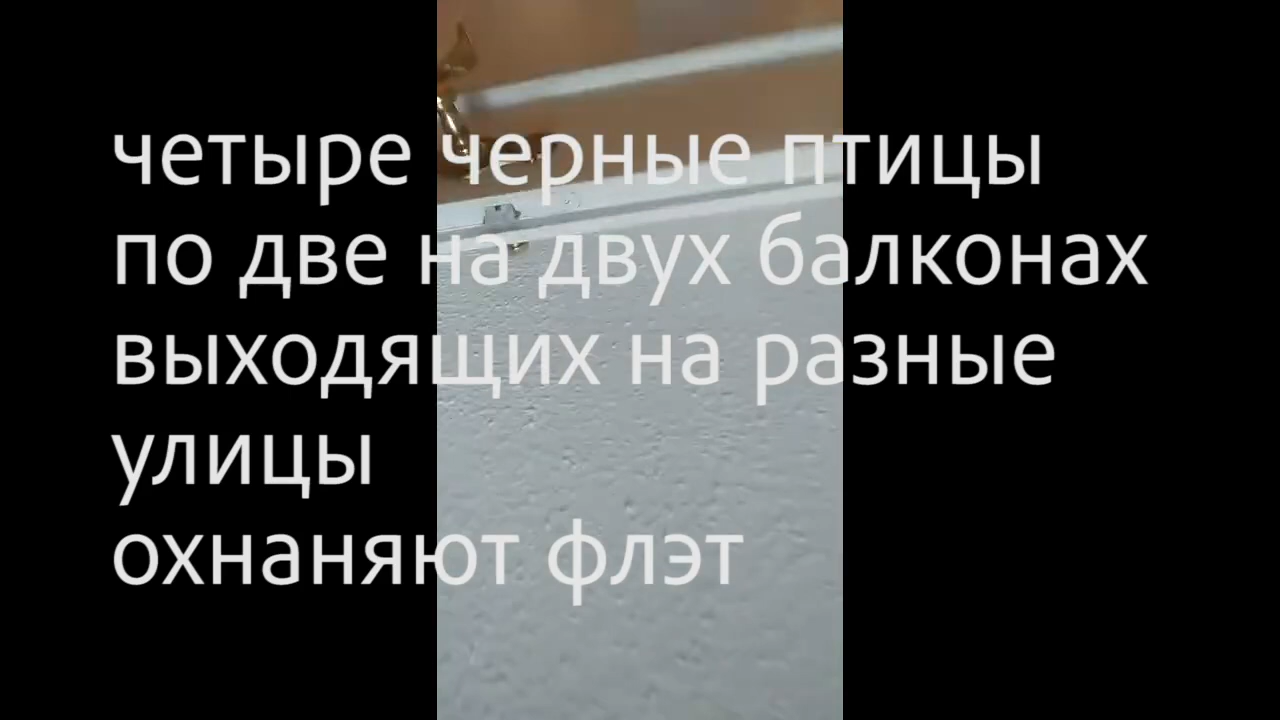 четыре черные птицы
по две на двух балконах
выходящих на разные
улицы
охнаняют флэт